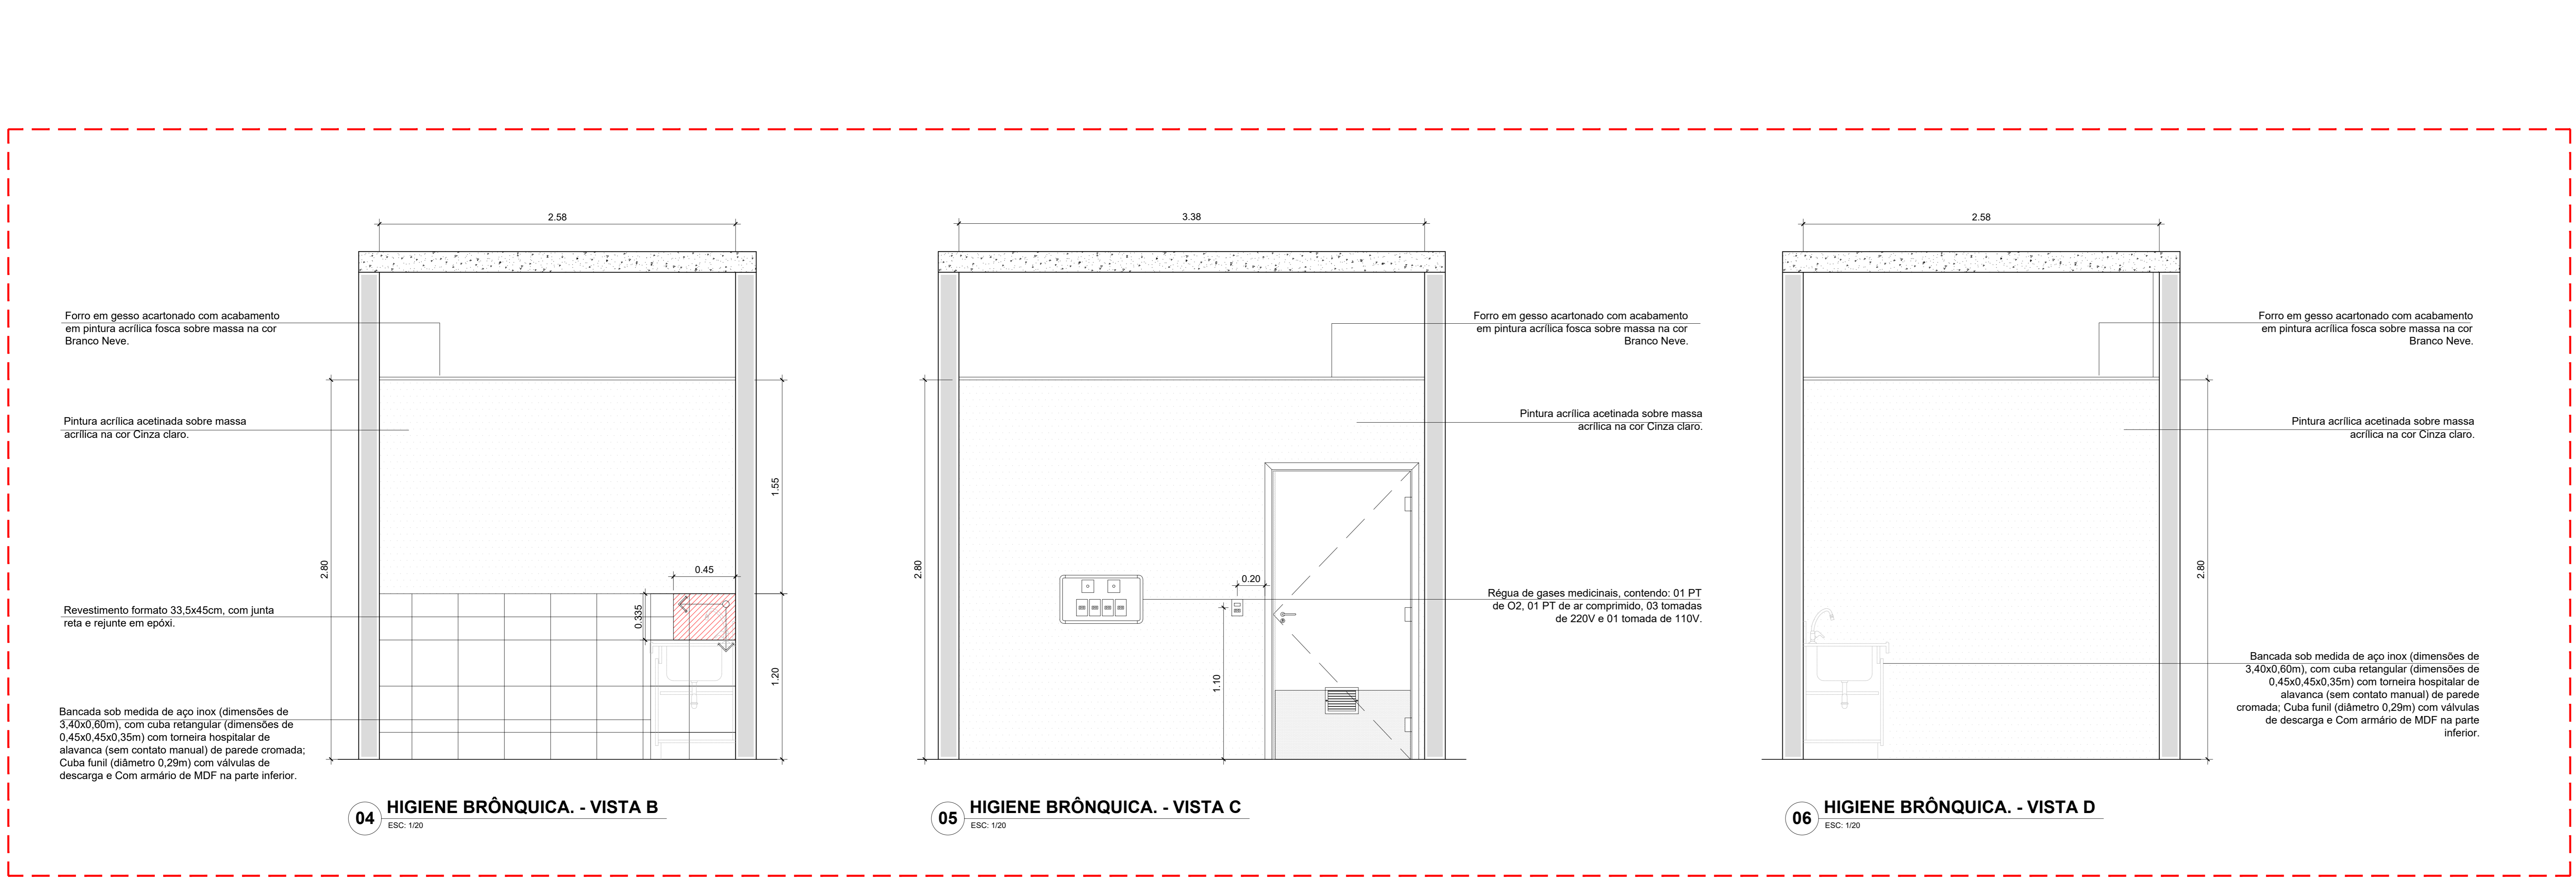 2.58
Forro em gesso acartonado com acabamento
em pintura acrílica fosca sobre massa na cor
Branco Neve.
Pintura acrílica acetinada sobre massa
acrílica na cor Cinza claro.
2.80
1.55
0.45
0.335
Revestimento formato 33,5x45cm, com junta
reta e rejunte em epóxi.
1.20
Bancada sob medida de aço inox (dimensões de
3,40x0,60m), com cuba retangular (dimensões de
0,45x0,45x0,35m) com torneira hospitalar de
alavanca (sem contato manual) de parede cromada;
Cuba funil (diâmetro 0,29m) com válvulas de
descarga e Com armário de MDF na parte inferior.
04
HIGIENE BRÔNQUICA. - VISTA B
ESC: 1/20
3.38
Forro em gesso acartonado com acabamento
em pintura acrílica fosca sobre massa na cor
Branco Neve.
Pintura acrílica acetinada sobre massa
acrílica na cor Cinza claro.
2.80
0.20
1.10
Régua de gases medicinais, contendo: 01 PT
de O2, 01 PT de ar comprimido, 03 tomadas
de 220V e 01 tomada de 110V.
05
HIGIENE BRÔNQUICA. - VISTA C
ESC: 1/20
2.58
Forro em gesso acartonado com acabamento
em pintura acrílica fosca sobre massa na cor
Branco Neve.
Pintura acrílica acetinada sobre massa
acrílica na cor Cinza claro.
2.80
Bancada sob medida de aço inox (dimensões de
3,40x0,60m), com cuba retangular (dimensões de
0,45x0,45x0,35m) com torneira hospitalar de
alavanca (sem contato manual) de parede
cromada; Cuba funil (diâmetro 0,29m) com válvulas
de descarga e Com armário de MDF na parte
inferior.
06
HIGIENE BRÔNQUICA. - VISTA D
ESC: 1/20